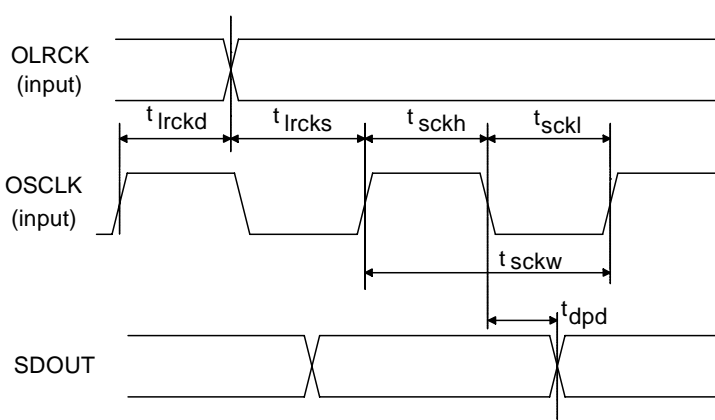 OLRCK
(input)
t lrckd
t lrcks
t sckh
t sckl
OSCLK
(input)
t sckw
t dpd
SDOUT